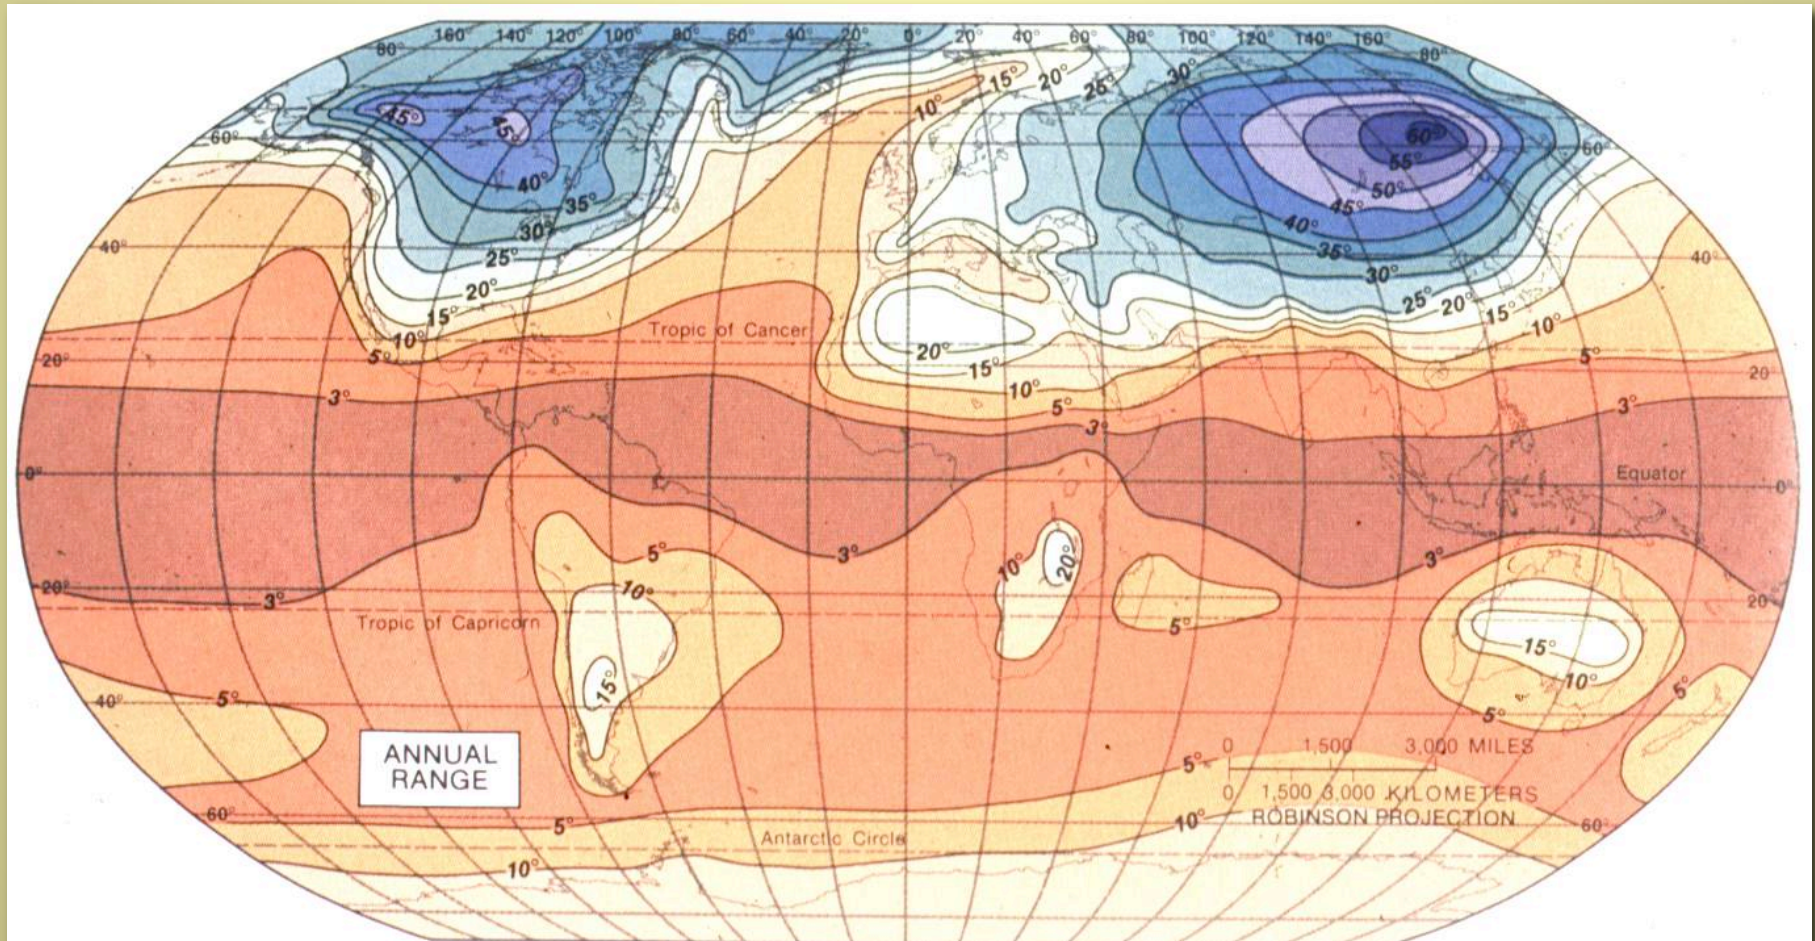 80° 160° 140° 120° 100° 80° 60° 40° 20° 0° 20° 40° 60° 80° 100° 120° 140° 160° 80°
15° 20° 25° 30°
10°
45° 45°
60° 60° 60°
55°
40° 50°
35° 45°
30° 40°
40° 25° 35° 40°
30°
20° 25° 20° 15°
15° 10°
Tropic of Cancer
10° 5°
5° 20° 15°
20° 10° 20°
3° 5° 3°
3°
0° Equator 0°
5° 3° 10° 20° 3°
20° 10° 20°
3°
Tropic of Capricorn 5°
15° 15°
10°
40° 5° 5° 5°
ANNUAL
RANGE
0 1,500 3,000 MILES
5°
0 1,500 3,000 KILOMETERS
ROBINSON PROJECTION
60° 5° 10° 60°
Antarctic Circle
10°